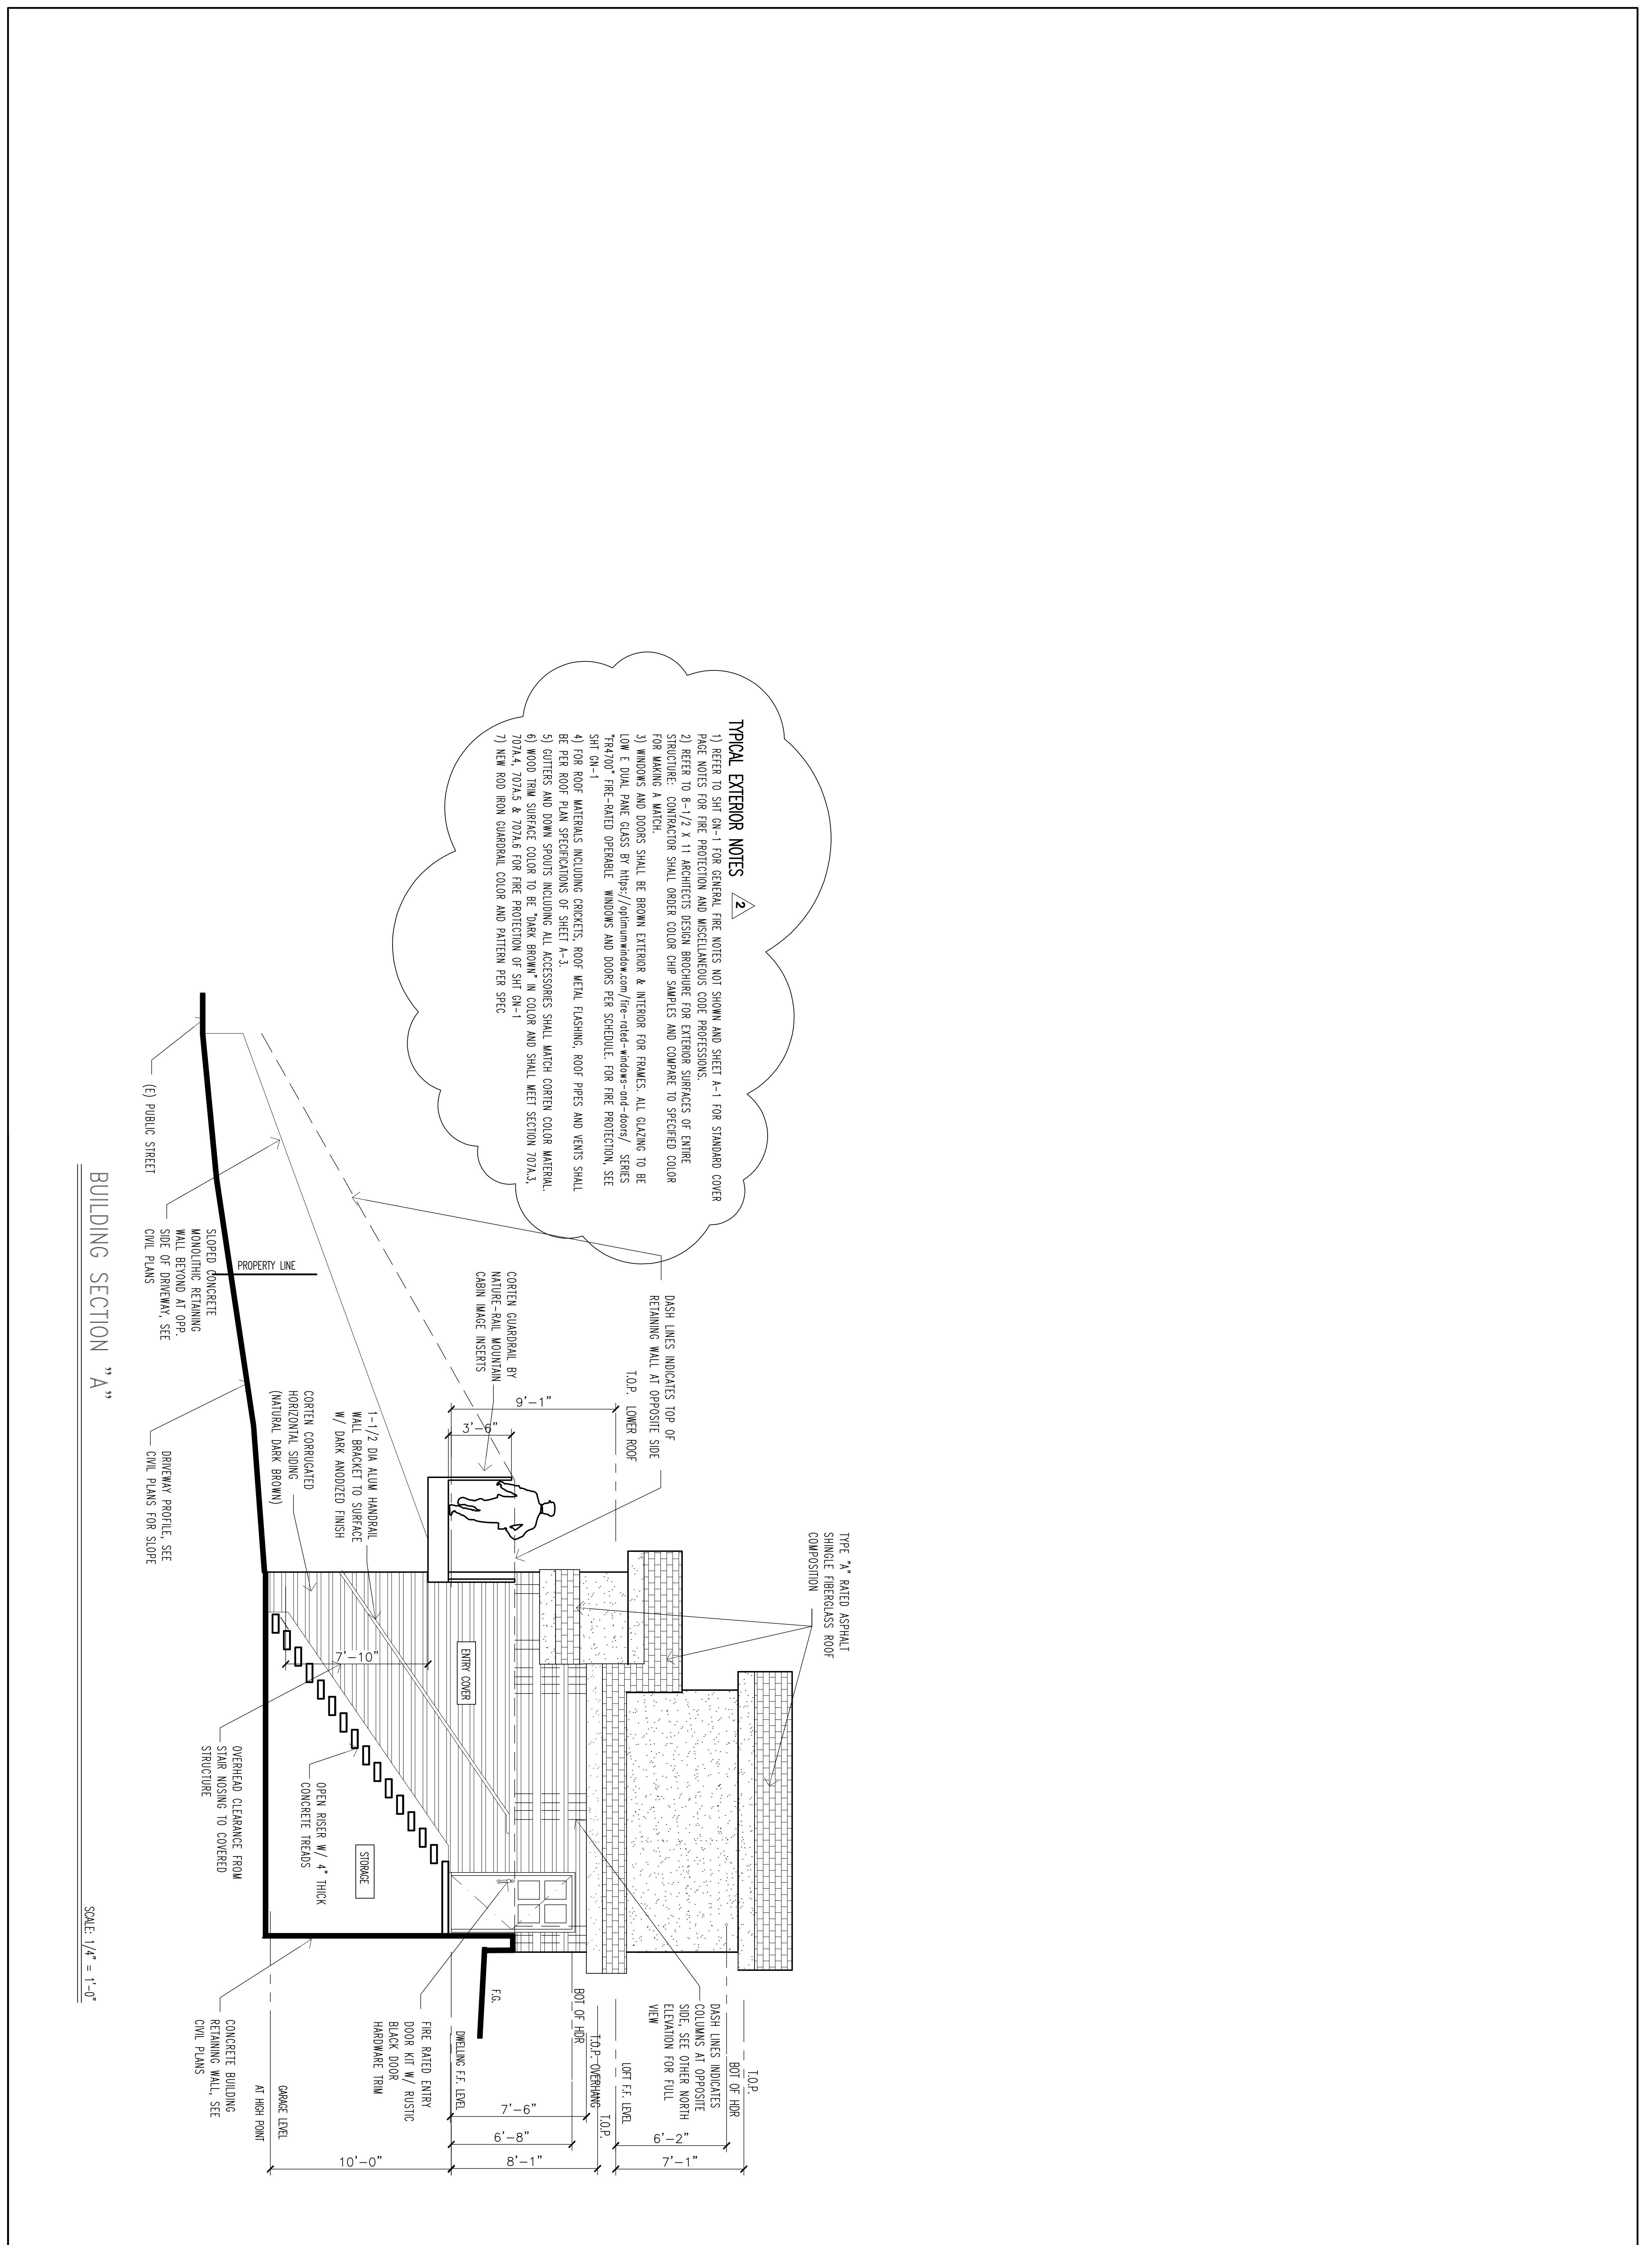 TYPICAL EXTERIOR NOTES
2
1) REFER TO SHT GN-1 FOR GENERAL FIRE NOTES NOT SHOWN AND SHEET A-1 FOR STANDARD COVER
PAGE NOTES FOR FIRE PROTECTION AND MISCELLANEOUS CODE PROFESSIONS.
2) REFER TO 8-1/2 X 11 ARCHITECTS DESIGN BROCHURE FOR EXTERIOR SURFACES OF ENTIRE
STRUCTURE: CONTRACTOR SHALL ORDER COLOR CHIP SAMPLES AND COMPARE TO SPECIFIED COLOR
FOR MAKING A MATCH.
3) WINDOWS AND DOORS SHALL BE BROWN EXTERIOR & INTERIOR FOR FRAMES. ALL GLAZING TO BE
LOW E DUAL PANE GLASS BY https://optimumwindow.com/fire-rated-windows-and-doors/ SERIES
"FR4700" FIRE-RATED OPERABLE WINDOWS AND DOORS PER SCHEDULE. FOR FIRE PROTECTION, SEE
SHT GN-1
4) FOR ROOF MATERIALS INCLUDING CRICKETS, ROOF METAL FLASHING, ROOF PIPES AND VENTS SHALL
BE PER ROOF PLAN SPECIFICATIONS OF SHEET A-3.
5) GUTTERS AND DOWN SPOUTS INCLUDING ALL ACCESSORIES SHALL MATCH CORTEN COLOR MATERIAL.
6) WOOD TRIM SURFACE COLOR TO BE "DARK BROWN" IN COLOR AND SHALL MEET SECTION 707A.3,
707A.4, 707A.5 & 707A.6 FOR FIRE PROTECTION OF SHT GN-1
7) NEW ROD IRON GUARDRAIL COLOR AND PATTERN PER SPEC
TYPE "A" RATED ASPHALT
SHINGLE FIBERGLASS ROOF
COMPOSITION
DASH LINES INDICATES TOP OF
RETAINING WALL AT OPPOSITE SIDE
T.O.P. LOWER ROOF
9'-1"
3'-6"
CORTEN GUARDRAIL BY
NATURE-RAIL MOUNTAIN
CABIN IMAGE INSERTS
T.O.P.
BOT OF HDR
DASH LINES INDICATES
COLUMNS AT OPPOSITE
SIDE, SEE OTHER NORTH
ELEVATION FOR FULL
VIEW
7'-1"
6'-2"
LOFT F.F. LEVEL
T.O.P.
T.O.P. OVERHANG
BOT OF HDR
8'-1"
6'-8"
7'-6"
F.G.
DWELLING F.F. LEVEL
ENTRY COVER
FIRE RATED ENTRY
DOOR KIT W/ RUSTIC
BLACK DOOR
HARDWARE TRIM
1-1/2 DIA ALUM HANDRAIL
WALL BRACKET TO SURFACE
W/ DARK ANODIZED FINISH
7'-10"
STORAGE
10'-0"
CORTEN CORRUGATED
HORIZONTAL SIDING
(NATURAL DARK BROWN)
OPEN RISER W/ 4" THICK
CONCRETE TREADS
GARAGE LEVEL
AT HIGH POINT
PROPERTY LINE
SLOPED CONCRETE
MONOLITHIC RETAINING
WALL BEYOND AT OPP.
SIDE OF DRIVEWAY, SEE
CIVIL PLANS
OVERHEAD CLEARANCE FROM
STAIR NOSING TO COVERED
STRUCTURE
CONCRETE BUILDING
RETAINING WALL, SEE
CIVIL PLANS
(E) PUBLIC STREET
DRIVEWAY PROFILE, SEE
CIVIL PLANS FOR SLOPE
BUILDING SECTION "A"
SCALE: 1/4" = 1'-0"